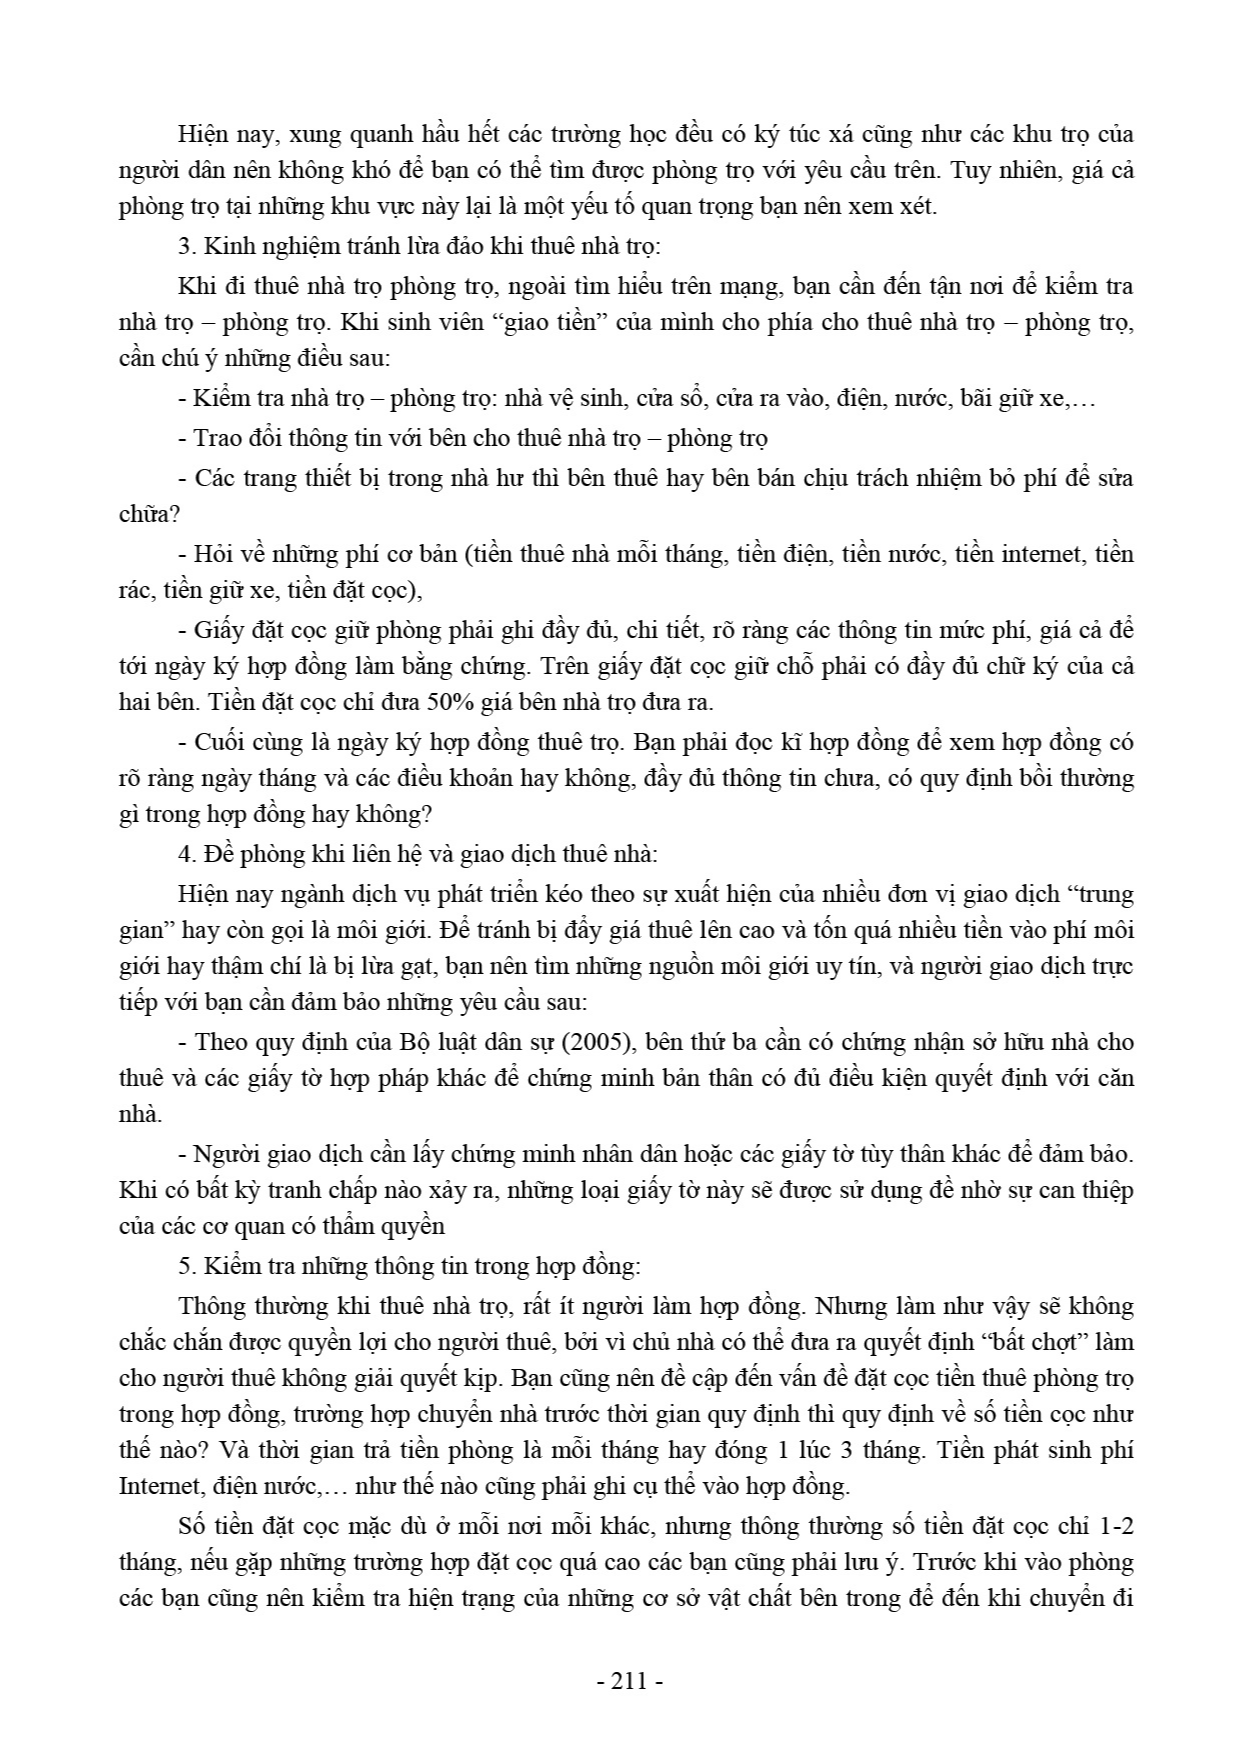 Hiện nay, xung quanh hầu hết các trường học đều có ký túc xá cũng như các khu trọ của
người dân nên không khó để bạn có thể tìm được phòng trọ với yêu cầu trên. Tuy nhiên, giá cả
phòng trọ tại những khu vực này lại là một yếu tố quan trọng bạn nên xem xét.
3. Kinh nghiệm tránh lừa đảo khi thuê nhà trọ:
Khi đi thuê nhà trọ phòng trọ, ngoài tìm hiểu trên mạng, bạn cần đến tận nơi để kiểm tra
nhà trọ – phòng trọ. Khi sinh viên “giao tiền” của mình cho phía cho thuê nhà trọ – phòng trọ,
cần chú ý những điều sau:
- Kiểm tra nhà trọ – phòng trọ: nhà vệ sinh, cửa sổ, cửa ra vào, điện, nước, bãi giữ xe,…
- Trao đổi thông tin với bên cho thuê nhà trọ – phòng trọ
- Các trang thiết bị trong nhà hư thì bên thuê hay bên bán chịu trách nhiệm bỏ phí để sửa
chữa?
- Hỏi về những phí cơ bản (tiền thuê nhà mỗi tháng, tiền điện, tiền nước, tiền internet, tiền
rác, tiền giữ xe, tiền đặt cọc),
- Giấy đặt cọc giữ phòng phải ghi đầy đủ, chi tiết, rõ ràng các thông tin mức phí, giá cả để
tới ngày ký hợp đồng làm bằng chứng. Trên giấy đặt cọc giữ chỗ phải có đầy đủ chữ ký của cả
hai bên. Tiền đặt cọc chỉ đưa 50% giá bên nhà trọ đưa ra.
- Cuối cùng là ngày ký hợp đồng thuê trọ. Bạn phải đọc kĩ hợp đồng để xem hợp đồng có
rõ ràng ngày tháng và các điều khoản hay không, đầy đủ thông tin chưa, có quy định bồi thường
gì trong hợp đồng hay không?
4. Đề phòng khi liên hệ và giao dịch thuê nhà:
Hiện nay ngành dịch vụ phát triển kéo theo sự xuất hiện của nhiều đơn vị giao dịch “trung
gian” hay còn gọi là môi giới. Để tránh bị đẩy giá thuê lên cao và tốn quá nhiều tiền vào phí môi
giới hay thậm chí là bị lừa gạt, bạn nên tìm những nguồn môi giới uy tín, và người giao dịch trực
tiếp với bạn cần đảm bảo những yêu cầu sau:
- Theo quy định của Bộ luật dân sự (2005), bên thứ ba cần có chứng nhận sở hữu nhà cho
thuê và các giấy tờ hợp pháp khác để chứng minh bản thân có đủ điều kiện quyết định với căn
nhà.
- Người giao dịch cần lấy chứng minh nhân dân hoặc các giấy tờ tùy thân khác để đảm bảo.
Khi có bất kỳ tranh chấp nào xảy ra, những loại giấy tờ này sẽ được sử dụng đề nhờ sự can thiệp
của các cơ quan có thẩm quyền
5. Kiểm tra những thông tin trong hợp đồng:
Thông thường khi thuê nhà trọ, rất ít người làm hợp đồng. Nhưng làm như vậy sẽ không
chắc chắn được quyền lợi cho người thuê, bởi vì chủ nhà có thể đưa ra quyết định “bất chợt” làm
cho người thuê không giải quyết kịp. Bạn cũng nên đề cập đến vấn đề đặt cọc tiền thuê phòng trọ
trong hợp đồng, trường hợp chuyển nhà trước thời gian quy định thì quy định về số tiền cọc như
thế nào? Và thời gian trả tiền phòng là mỗi tháng hay đóng 1 lúc 3 tháng. Tiền phát sinh phí
Internet, điện nước,… như thế nào cũng phải ghi cụ thể vào hợp đồng.
Số tiền đặt cọc mặc dù ở mỗi nơi mỗi khác, nhưng thông thường số tiền đặt cọc chỉ 1-2
tháng, nếu gặp những trường hợp đặt cọc quá cao các bạn cũng phải lưu ý. Trước khi vào phòng
các bạn cũng nên kiểm tra hiện trạng của những cơ sở vật chất bên trong để đến khi chuyển đi
- 211 -